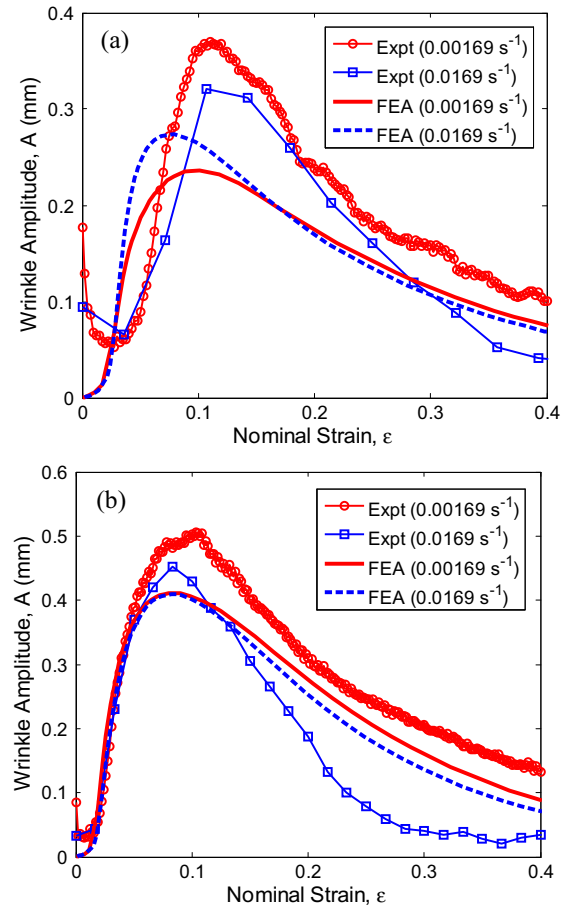 0.4
(a)
Expt (0.00169 s⁻¹)
Expt (0.0169 s⁻¹)
FEA (0.00169 s⁻¹)
FEA (0.0169 s⁻¹)
0.3
0.2
0.1
0
Wrinkle Amplitude, A (mm)
0 0.1 0.2 0.3 0.4
Nominal Strain, ε
0.6
(b)
Expt (0.00169 s⁻¹)
Expt (0.0169 s⁻¹)
FEA (0.00169 s⁻¹)
FEA (0.0169 s⁻¹)
0.5
0.4
0.3
0.2
0.1
0
Wrinkle Amplitude, A (mm)
0 0.1 0.2 0.3 0.4
Nominal Strain, ε